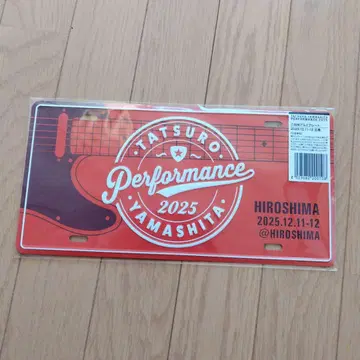 TATSURO
Performance
2025
YAMASHITA
HIROSHIMA
2025.12.11-12
@HIROSHIMA